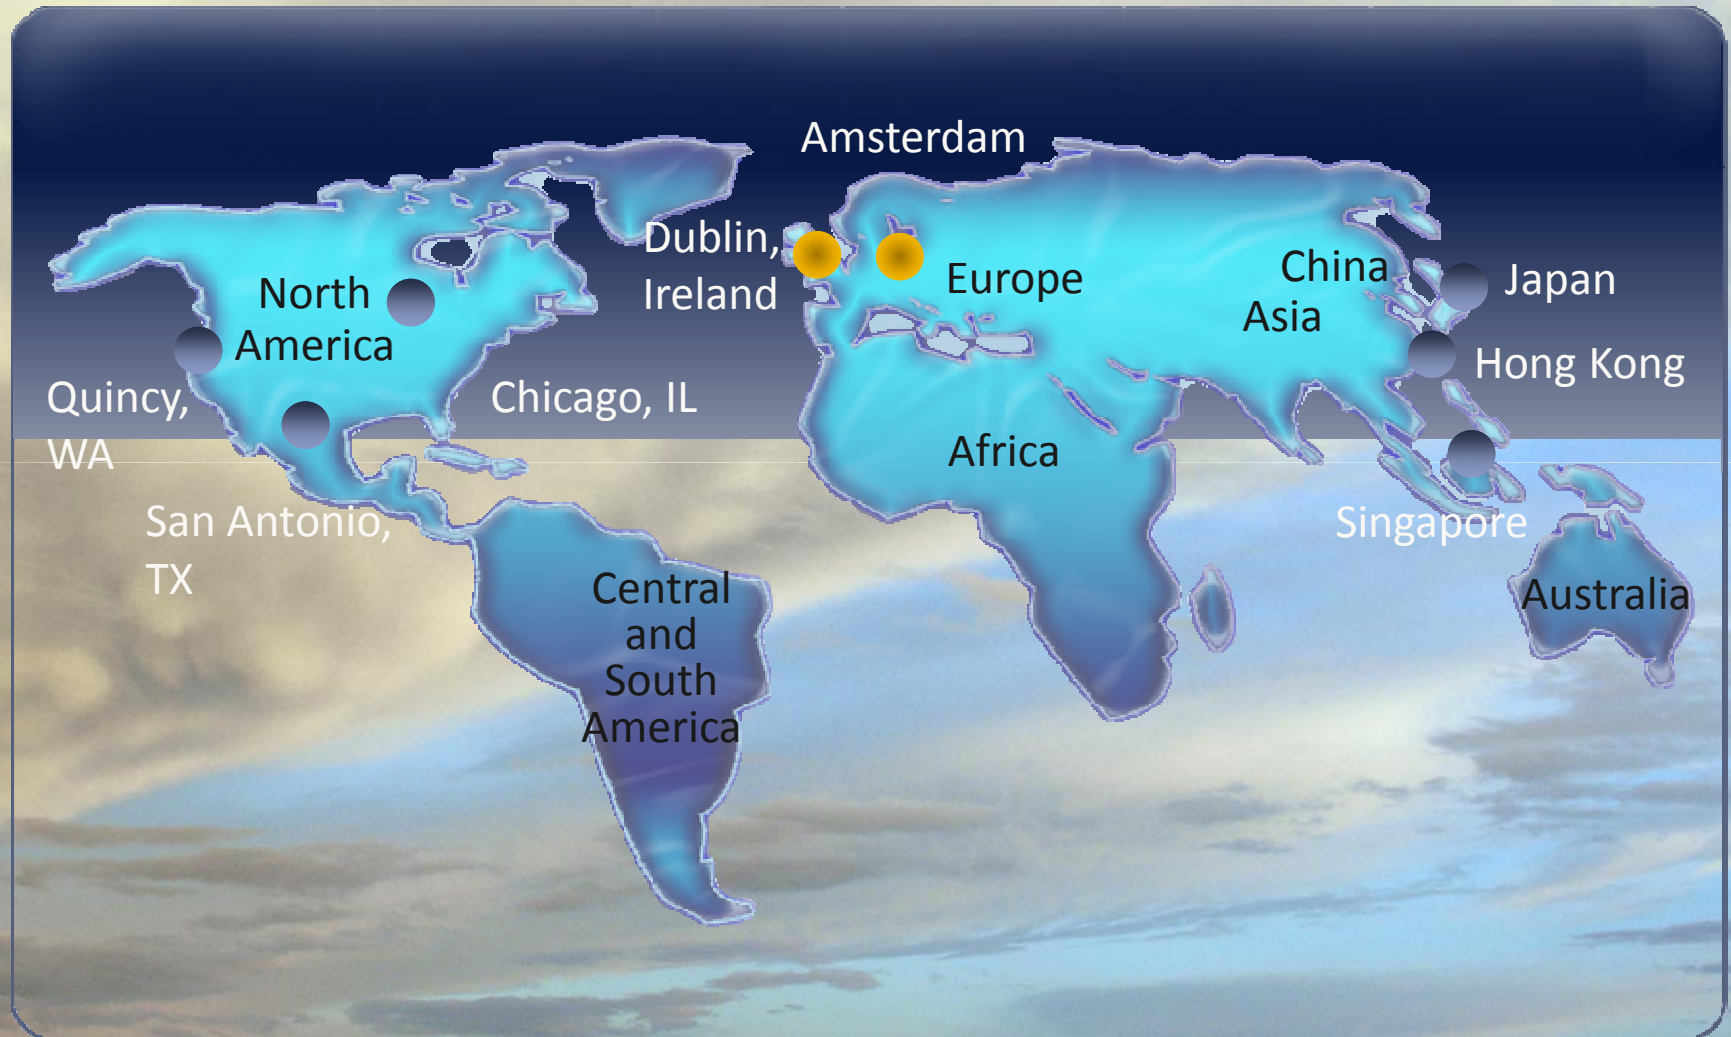 Amsterdam
Dublin,
Ireland
Europe
China
Asia
Japan
Hong Kong
North
America
Quincy,
WA
Chicago, IL
San Antonio,
TX
Africa
Singapore
Australia
Central
and
South
America